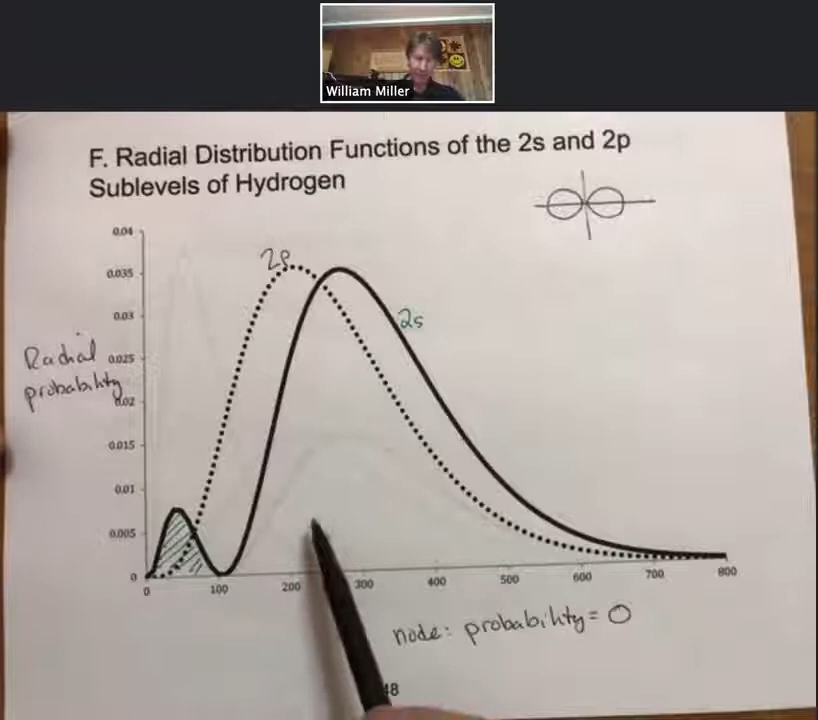 William Miller
F. Radial Distribution Functions of the 2s and 2p
Sublevels of Hydrogen
0.04
2p
0.035
0.03
2s
Radial
0.025
probability
0.02
0.015
0.01
0.005
0
0 100 200 300 400 500 600 700 800
node: probability = 0
48